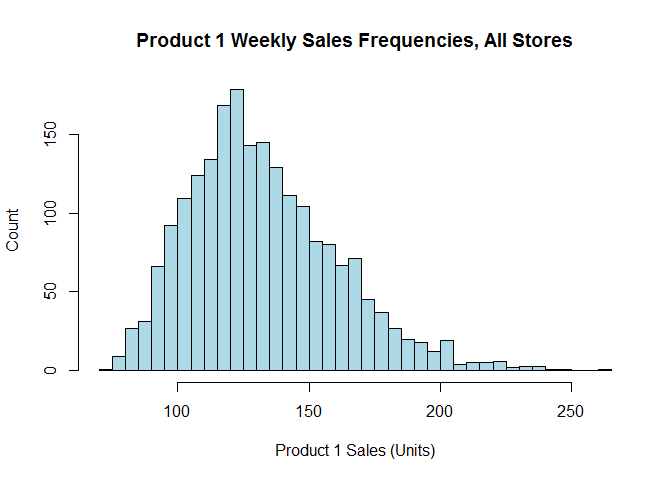 Product 1 Weekly Sales Frequencies, All Stores
150
100
50
0
Count
100 150 200 250
Product 1 Sales (Units)